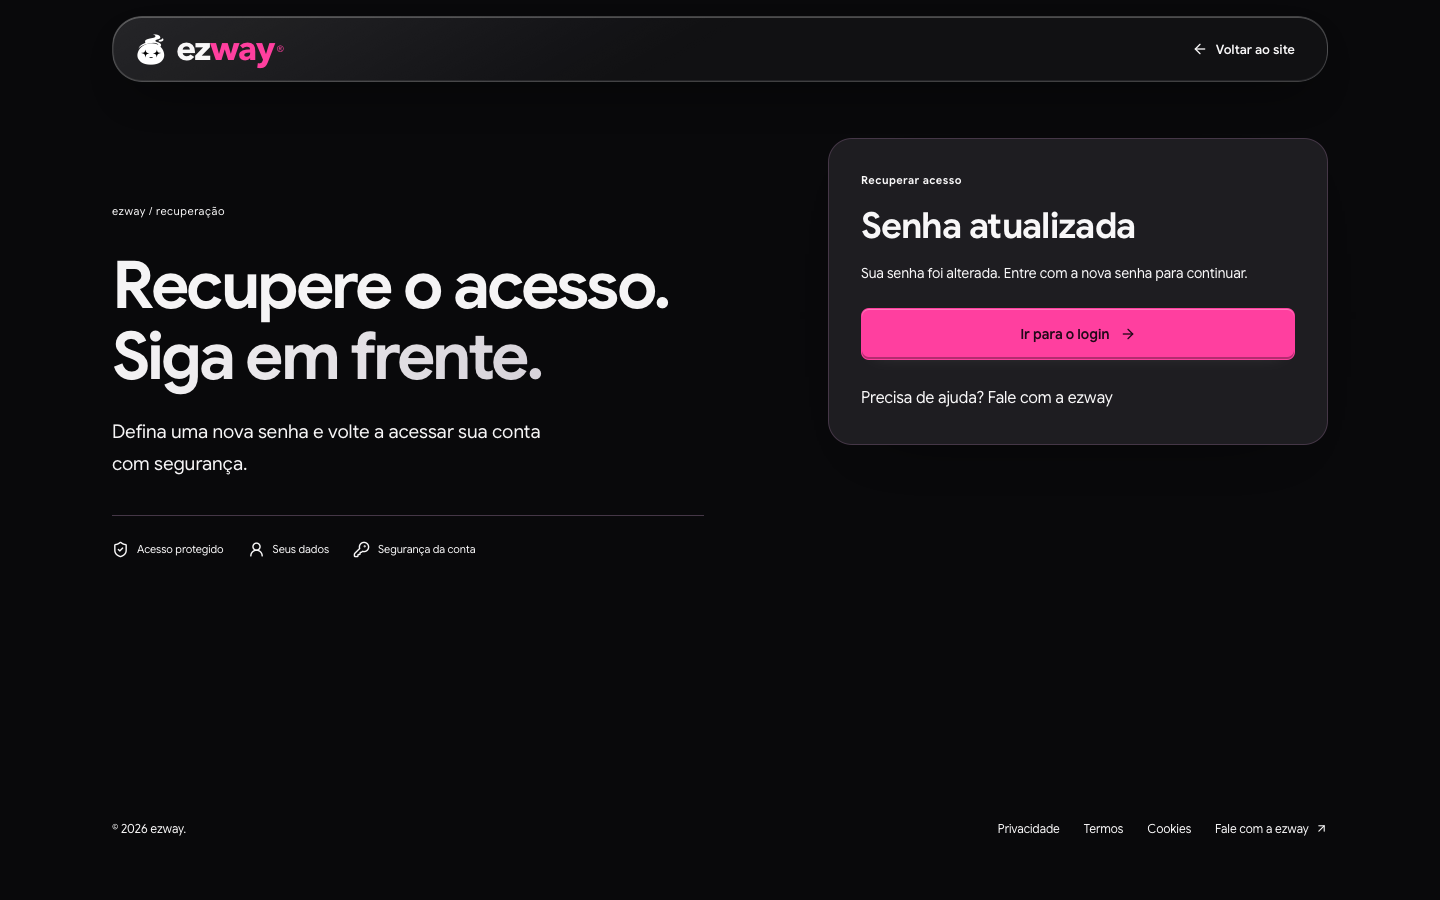 ezway®
Voltar ao site
ezway / recuperação
Recupere o acesso.
Siga em frente.
Defina uma nova senha e volte a acessar sua conta
com segurança.
Acesso protegido
Seus dados
Segurança da conta
Recuperar acesso
Senha atualizada
Sua senha foi alterada. Entre com a nova senha para continuar.
Ir para o login
Precisa de ajuda? Fale com a ezway
© 2026 ezway.
Privacidade
Termos
Cookies
Fale com a ezway